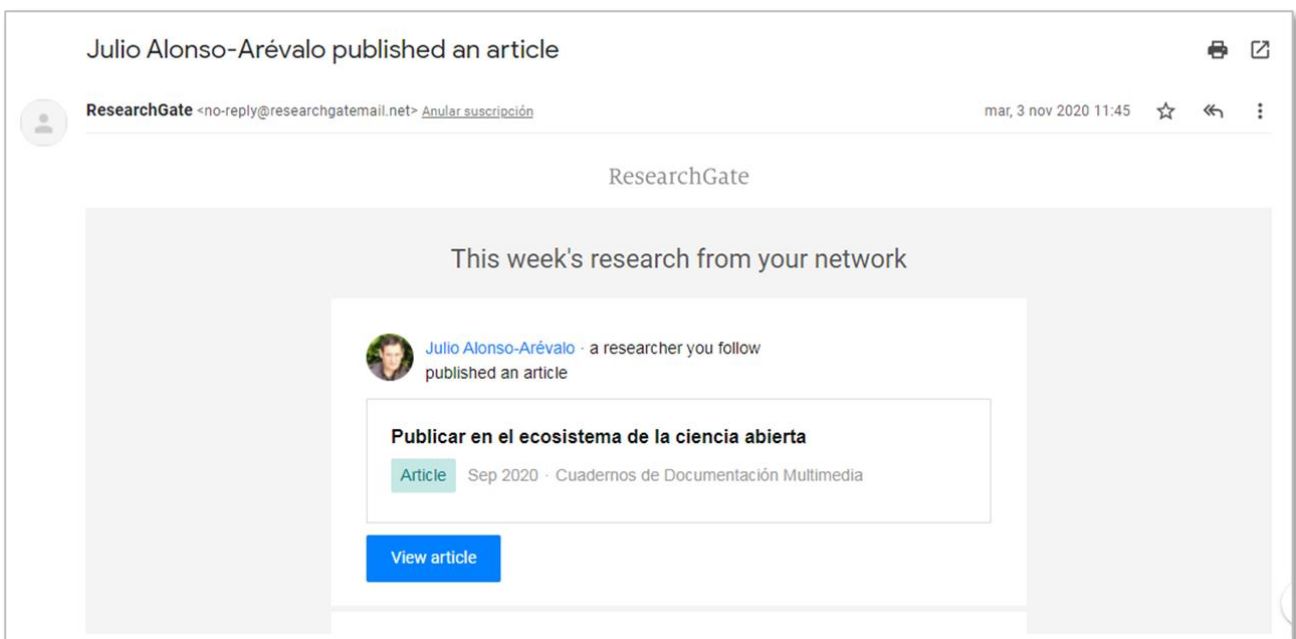 Julio Alonso-Arévalo published an article
ResearchGate <no-reply@researchgatemail.net> Anular suscripción mar, 3 nov 2020 11:45
ResearchGate
This week's research from your network
Julio Alonso-Arévalo · a researcher you follow
published an article
Publicar en el ecosistema de la ciencia abierta
Article Sep 2020 · Cuadernos de Documentación Multimedia
View article